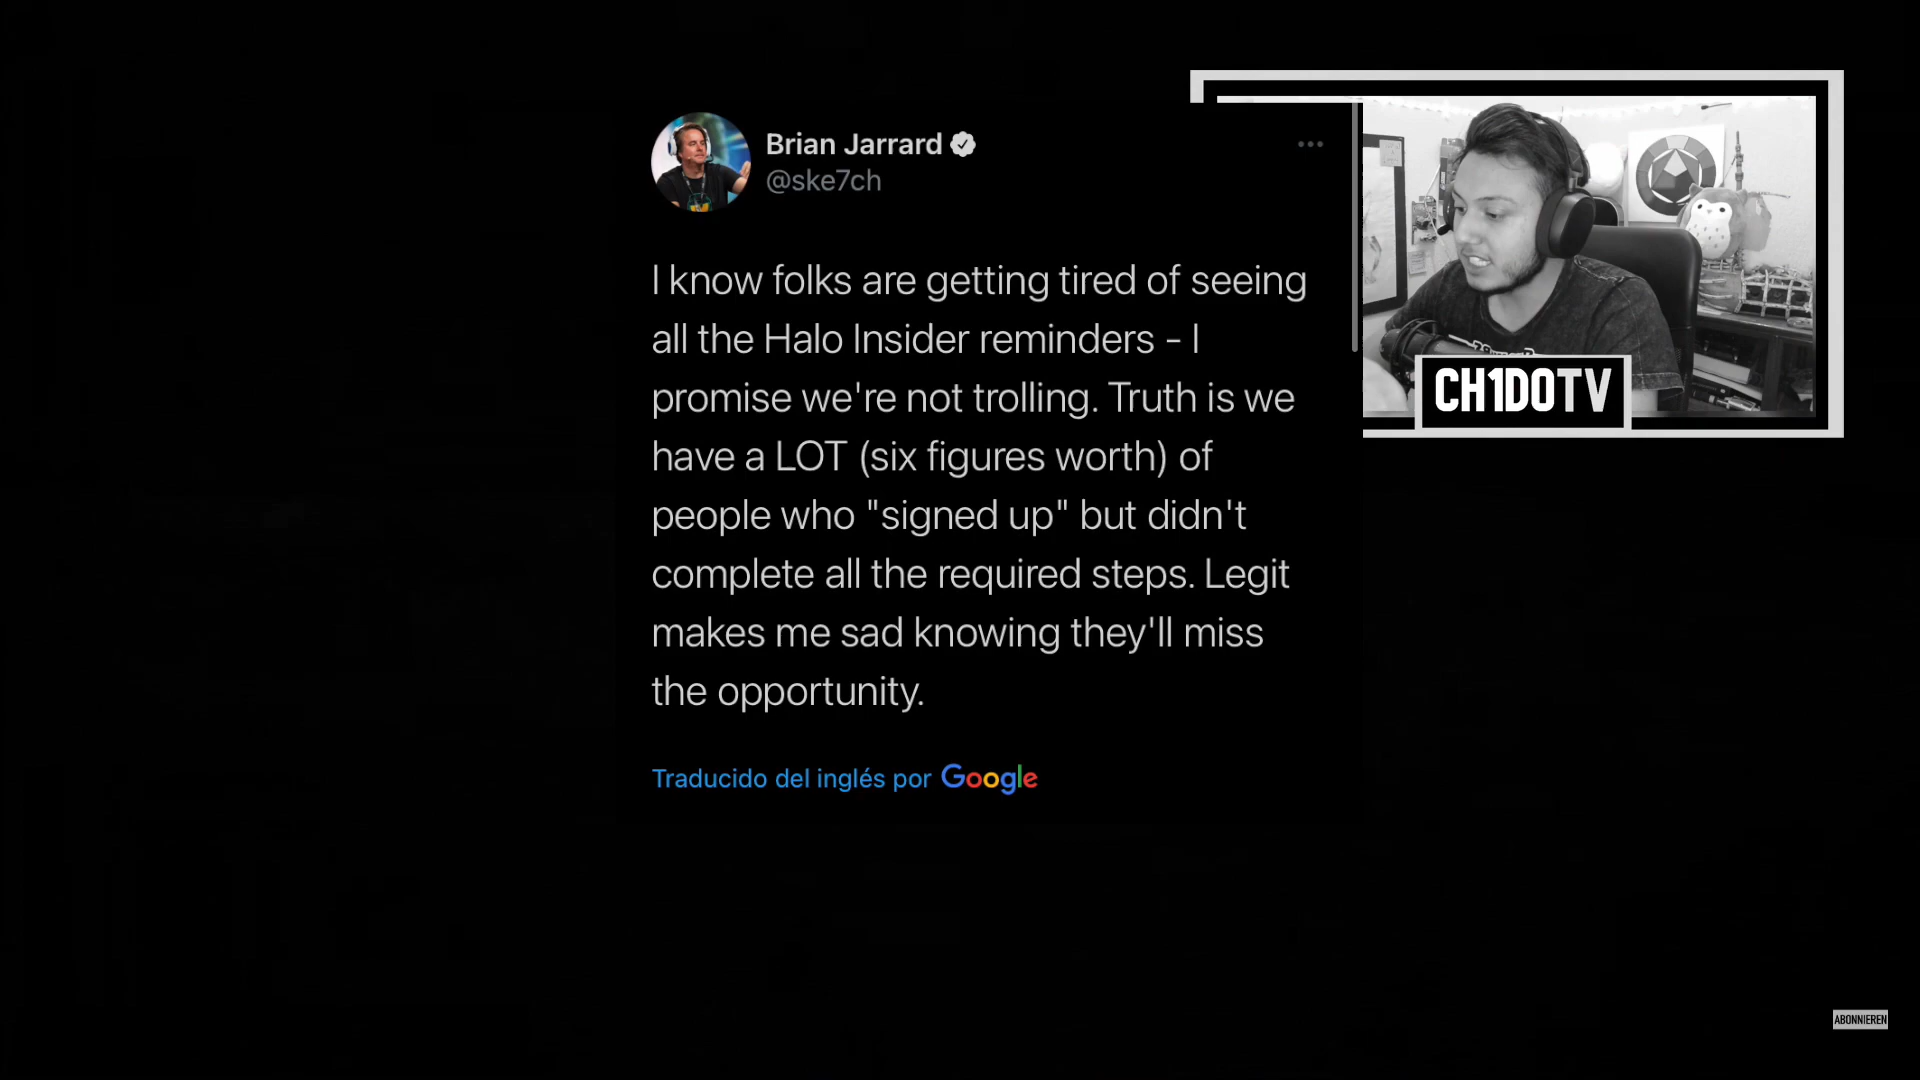 Brian Jarrard
@ske7ch
I know folks are getting tired of seeing
all the Halo Insider reminders - I
promise we're not trolling. Truth is we
have a LOT (six figures worth) of
people who "signed up" but didn't
complete all the required steps. Legit
makes me sad knowing they'll miss
the opportunity.
Traducido del inglés por Google
CH1DOTV
ABONNIEREN